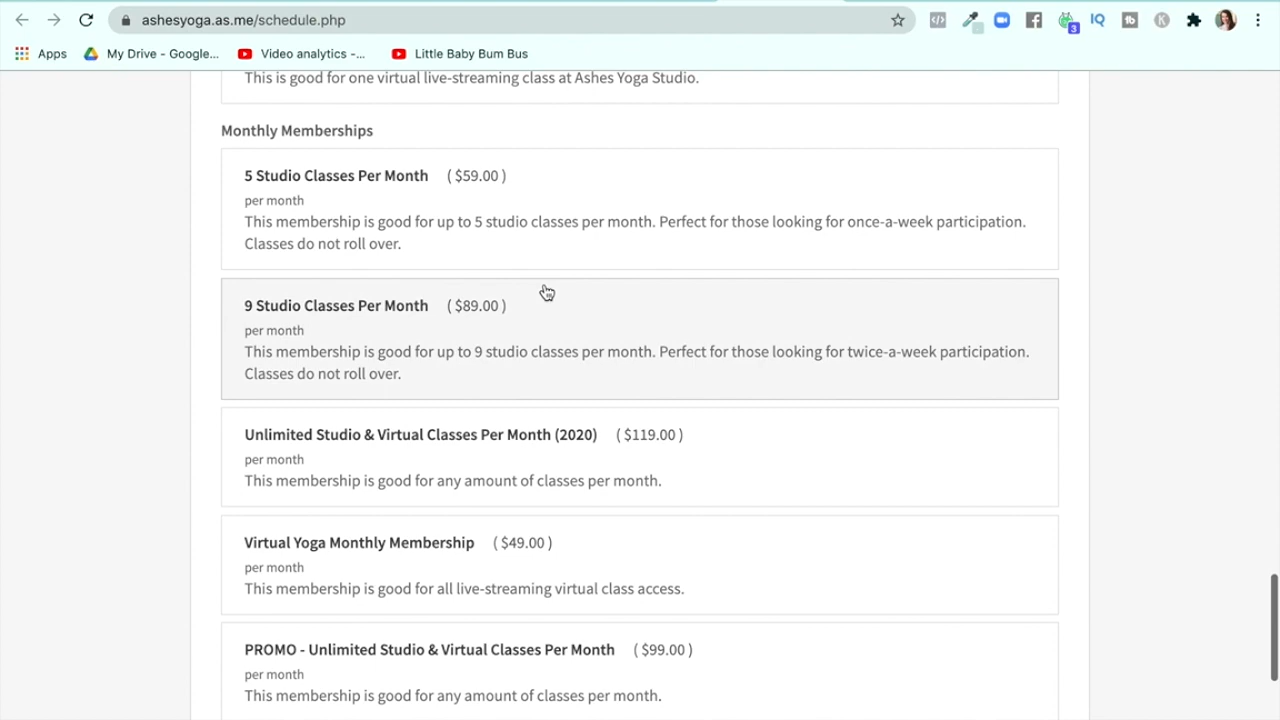 ashesyoga.as.me/schedule.php
3
Apps My Drive - Google... Video analytics -... Little Baby Bum Bus
This is good for one virtual live-streaming class at Ashes Yoga Studio.
Monthly Memberships
5 Studio Classes Per Month ( $59.00 )
per month
This membership is good for up to 5 studio classes per month. Perfect for those looking for once-a-week participation.
Classes do not roll over.
9 Studio Classes Per Month ( $89.00 )
per month
This membership is good for up to 9 studio classes per month. Perfect for those looking for twice-a-week participation.
Classes do not roll over.
Unlimited Studio & Virtual Classes Per Month (2020) ( $119.00 )
per month
This membership is good for any amount of classes per month.
Virtual Yoga Monthly Membership ( $49.00 )
per month
This membership is good for all live-streaming virtual class access.
PROMO - Unlimited Studio & Virtual Classes Per Month ( $99.00 )
per month
This membership is good for any amount of classes per month.